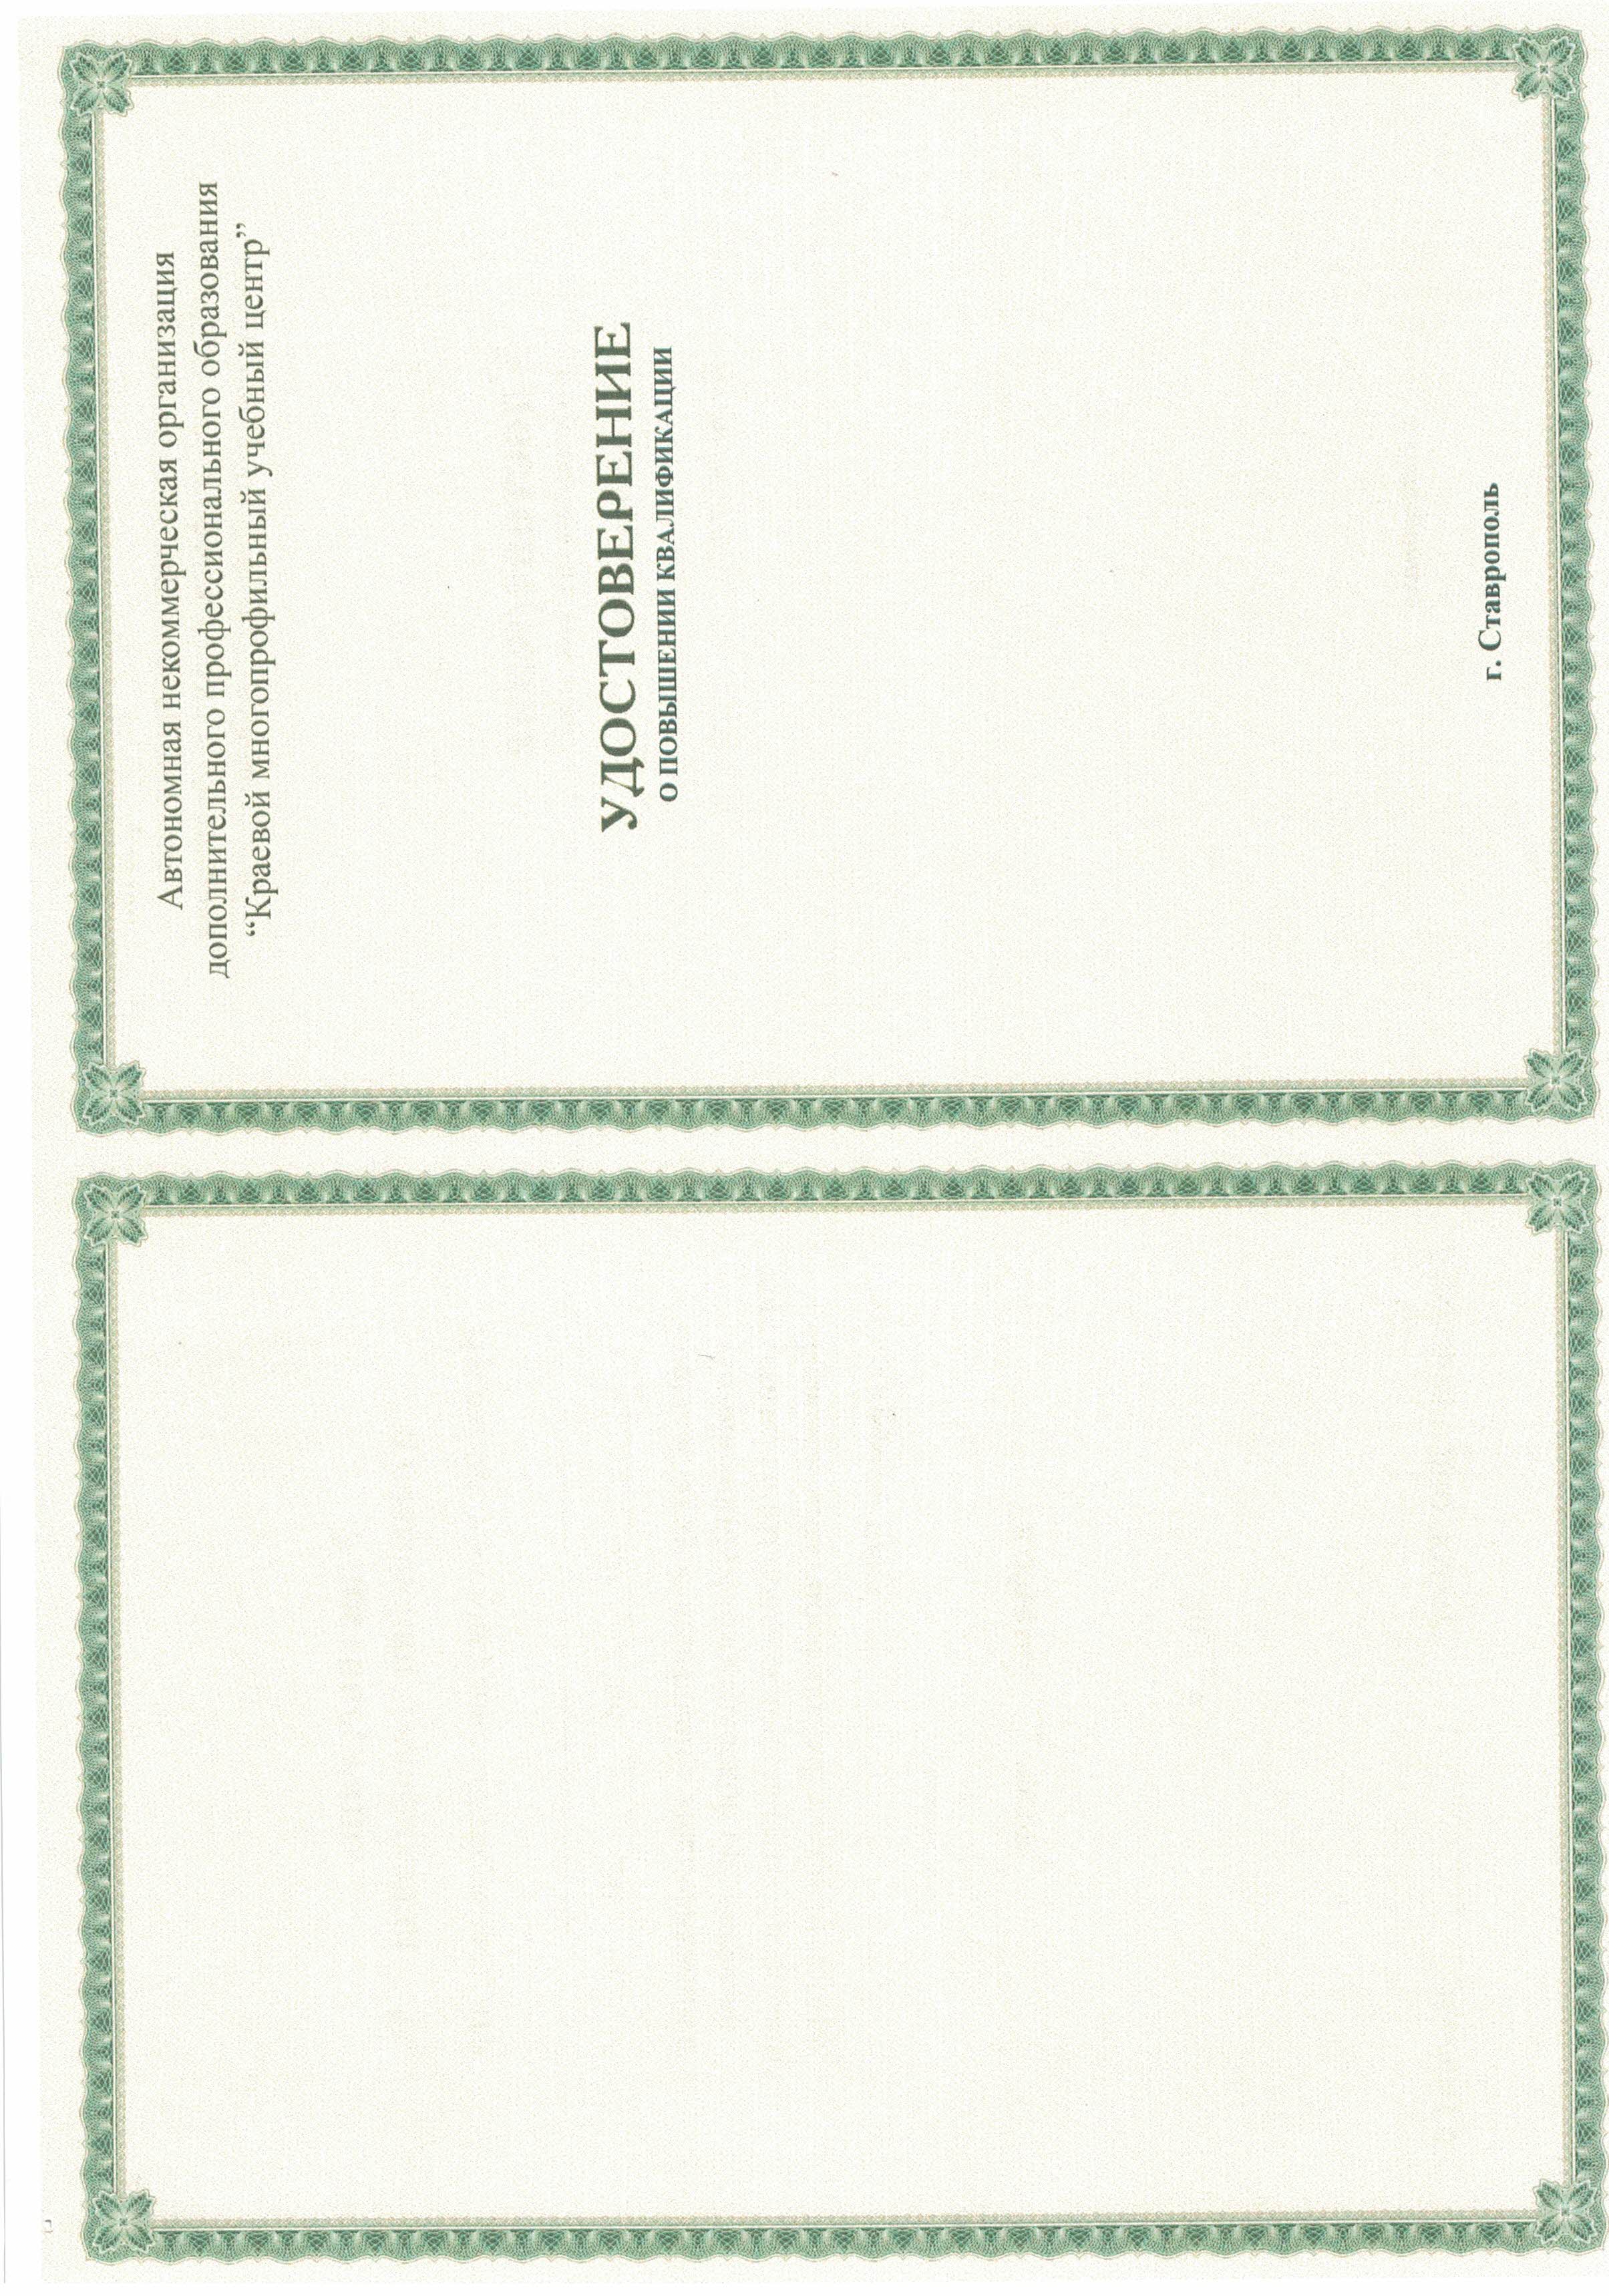 Автономная некоммерческая организация
дополнительного профессионального образования
“Краевой многопрофильный учебный центр”
УДОСТОВЕРЕНИЕ
О ПОВЫШЕНИИ КВАЛИФИКАЦИИ
г. Ставрополь